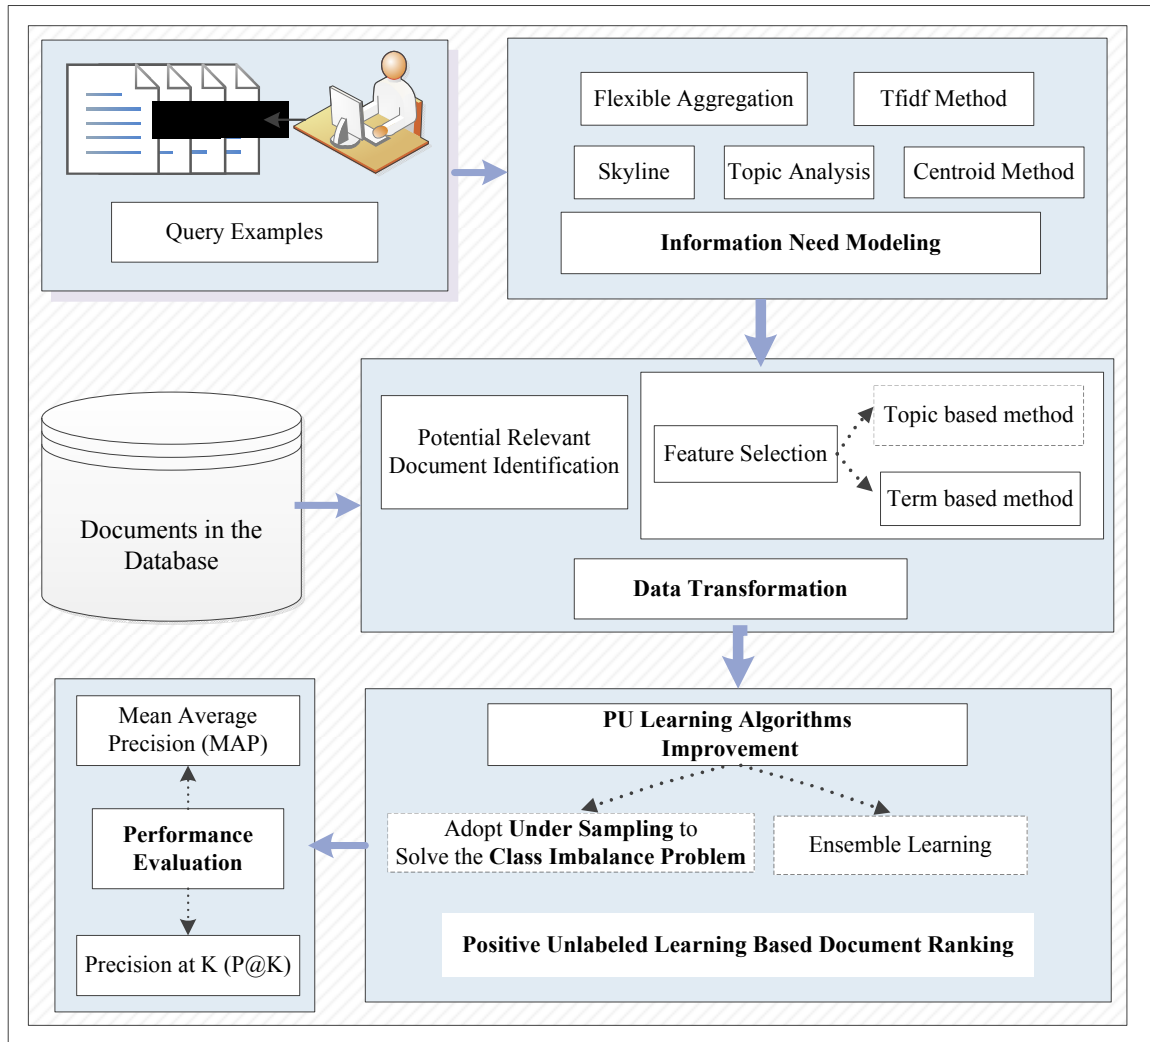 Query Examples
Flexible Aggregation
Tfidf Method
Skyline
Topic Analysis
Centroid Method
Information Need Modeling
Documents in the
Database
Potential Relevant
Document Identification
Feature Selection
Topic based method
Term based method
Data Transformation
PU Learning Algorithms
Improvement
Adopt Under Sampling to
Solve the Class Imbalance Problem
Ensemble Learning
Positive Unlabeled Learning Based Document Ranking
Mean Average
Precision (MAP)
Performance
Evaluation
Precision at K (P@K)